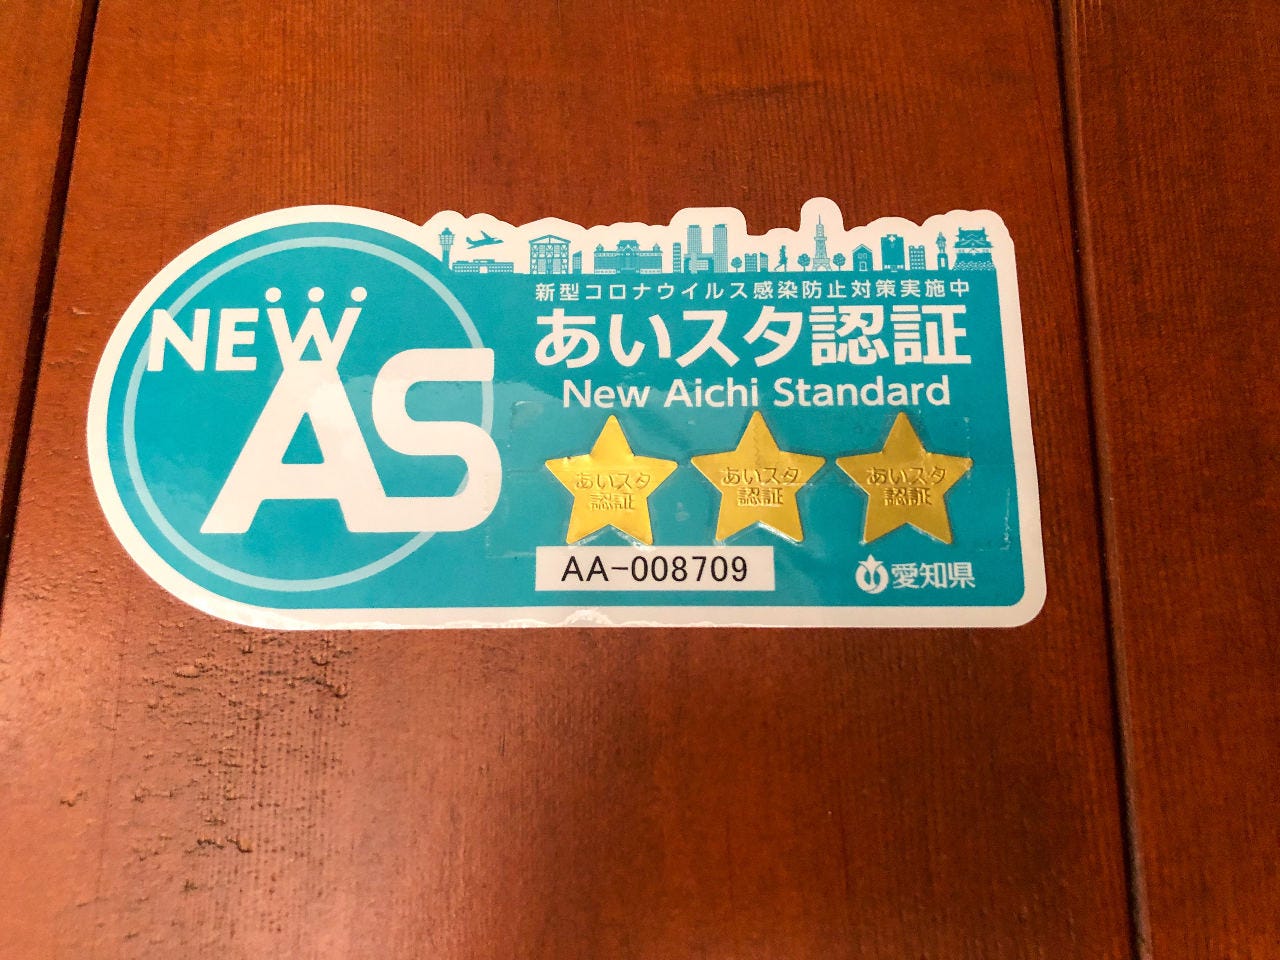 NEW
AS
新型コロナウイルス感染防止対策実施中
あいスタ認証
New Aichi Standard
あいスタ
認証
あいスタ
認証
あいスタ
認証
AA-008709
愛知県